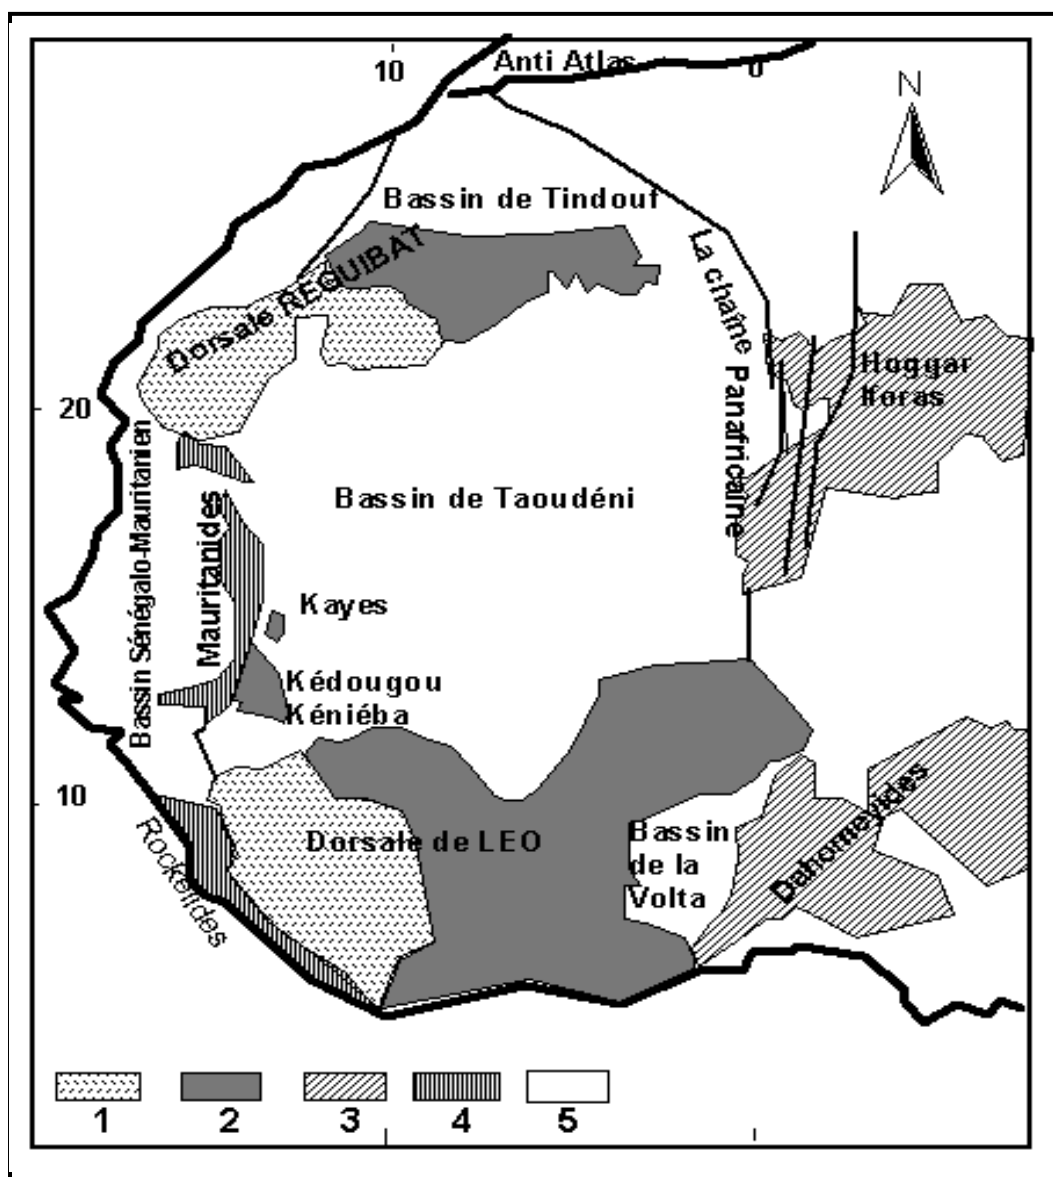 Anti Atlas
10
0
N
Bassin de Tindouf
La chaîne
Panafricaine
Dorsale REGUIBAT
Hoggar
Iforas
20
Bassin de Taoudéni
Bassin Sénégalo-Mauritanien
Mauritanides
Kayes
Kédougou
Kéniéba
10
Rockelides
Dorsale de LEO
Bassin
de la
Volta
Dahomeyides
1
2
3
4
5